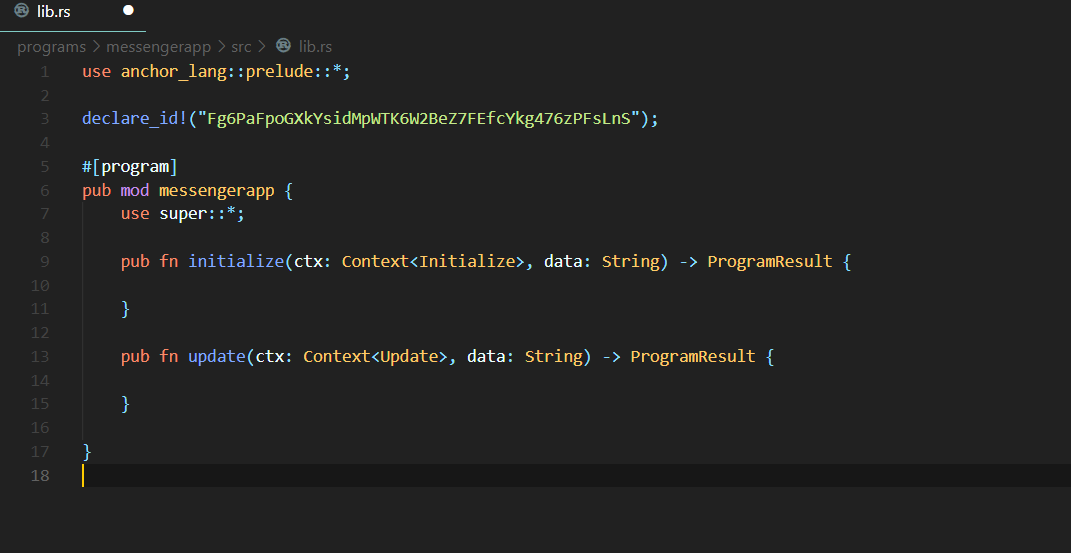 lib.rs
programs > messengerapp > src > lib.rs
1 use anchor_lang::prelude::*;
2
3 declare_id!("Fg6PaFpoGXkYsidMpWTK6W2BeZ7FEfcYkg476zPFsLnS");
4
5 #[program]
6 pub mod messengerapp {
7 use super::*;
8
9 pub fn initialize(ctx: Context<Initialize>, data: String) -> ProgramResult {
10
11 }
12
13 pub fn update(ctx: Context<Update>, data: String) -> ProgramResult {
14
15 }
16
17 }
18